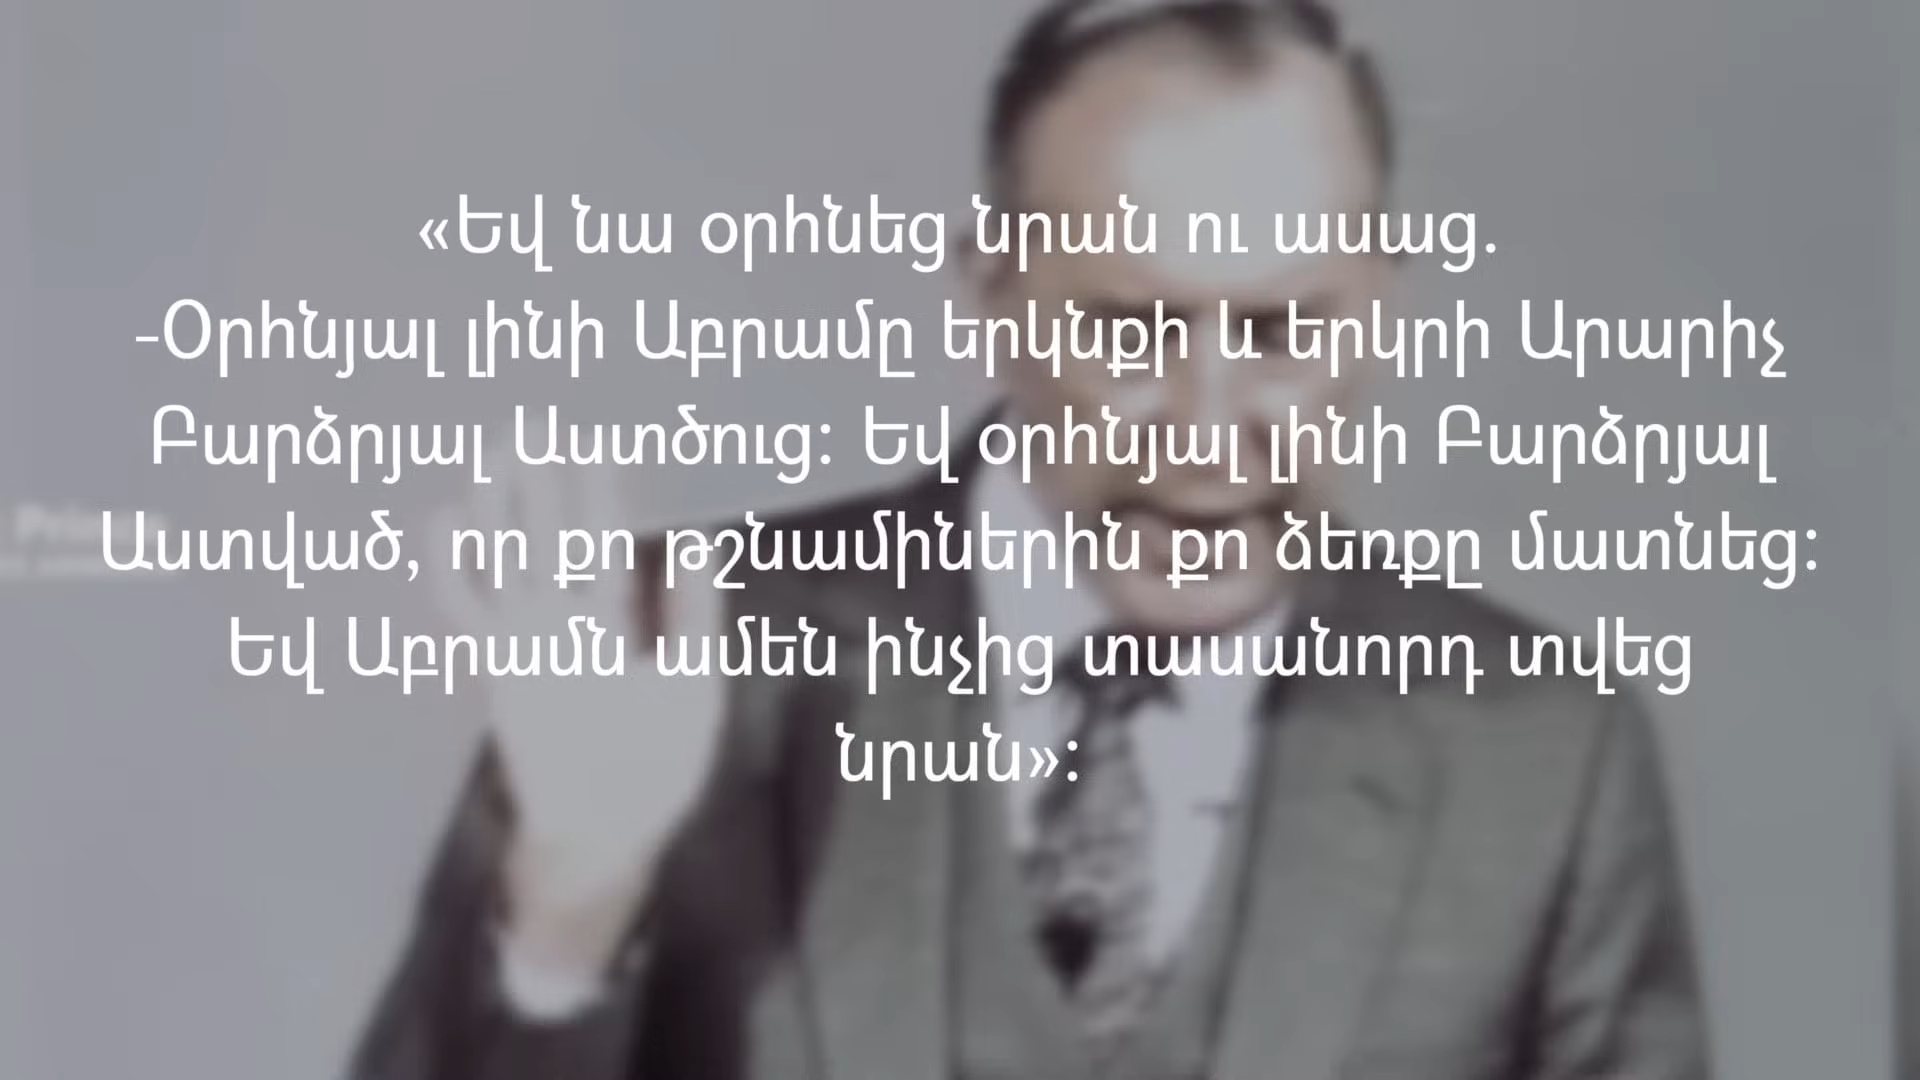 «Եվ նա օրհնեց նրան ու ասաց.
-Օրհնյալ լինի Աբրամը երկնքի և երկրի Արարիչ
Բարձրյալ Աստծուց: Եվ օրհնյալ լինի Բարձրյալ
Աստված, որ քո թշնամիներին քո ձեռքը մատնեց:
Եվ Աբրամն ամեն ինչից տասանորդ տվեց
նրան»: